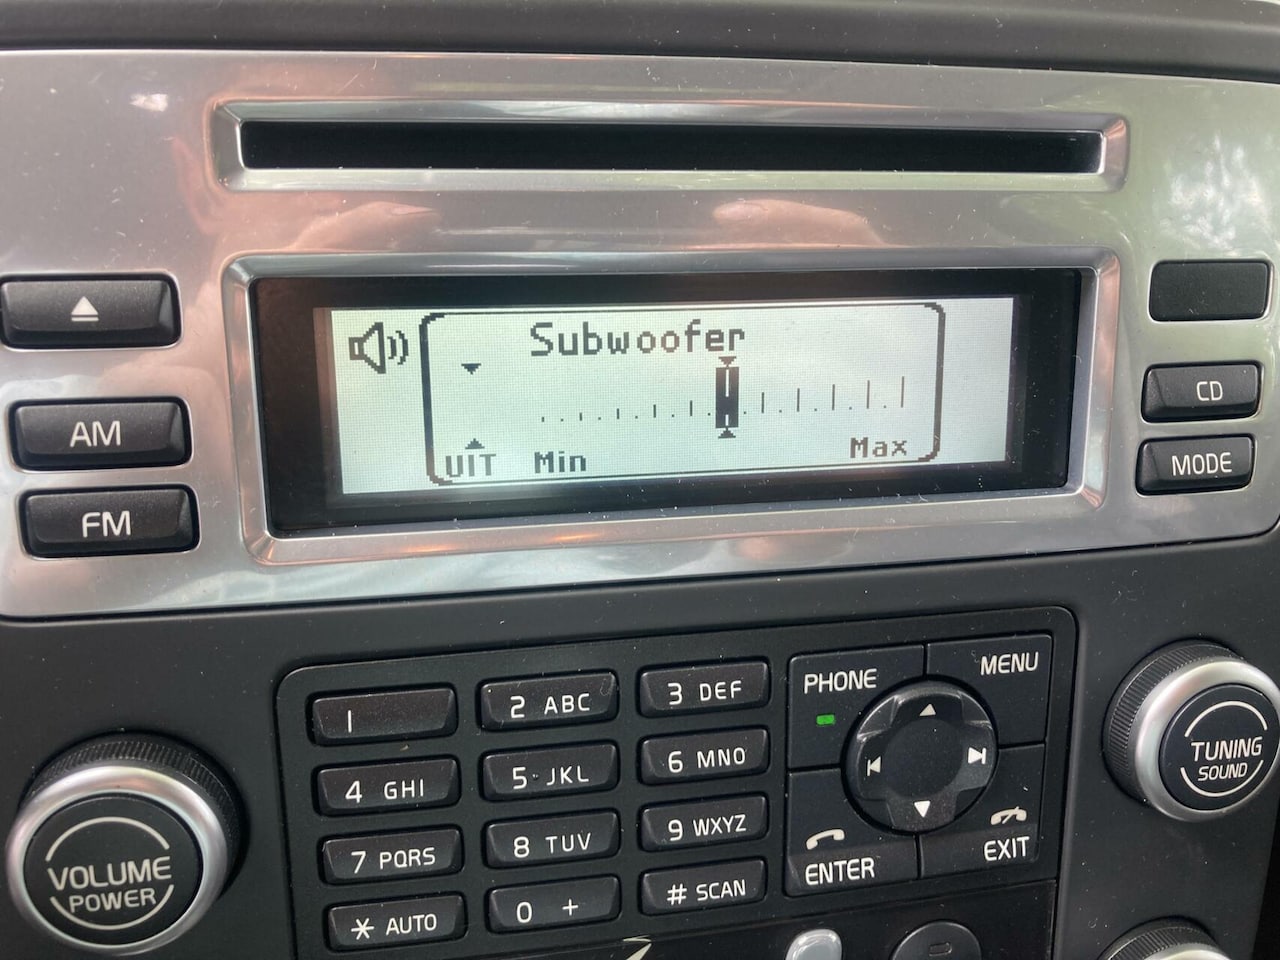 Subwoofer
UIT Min Max
AM
FM
CD
MODE
1
2 ABC
3 DEF
4 GHI
5 JKL
6 MNO
7 PQRS
8 TUV
9 WXYZ
* AUTO
0 +
# SCAN
PHONE
MENU
ENTER
EXIT
VOLUME
POWER
TUNING
SOUND